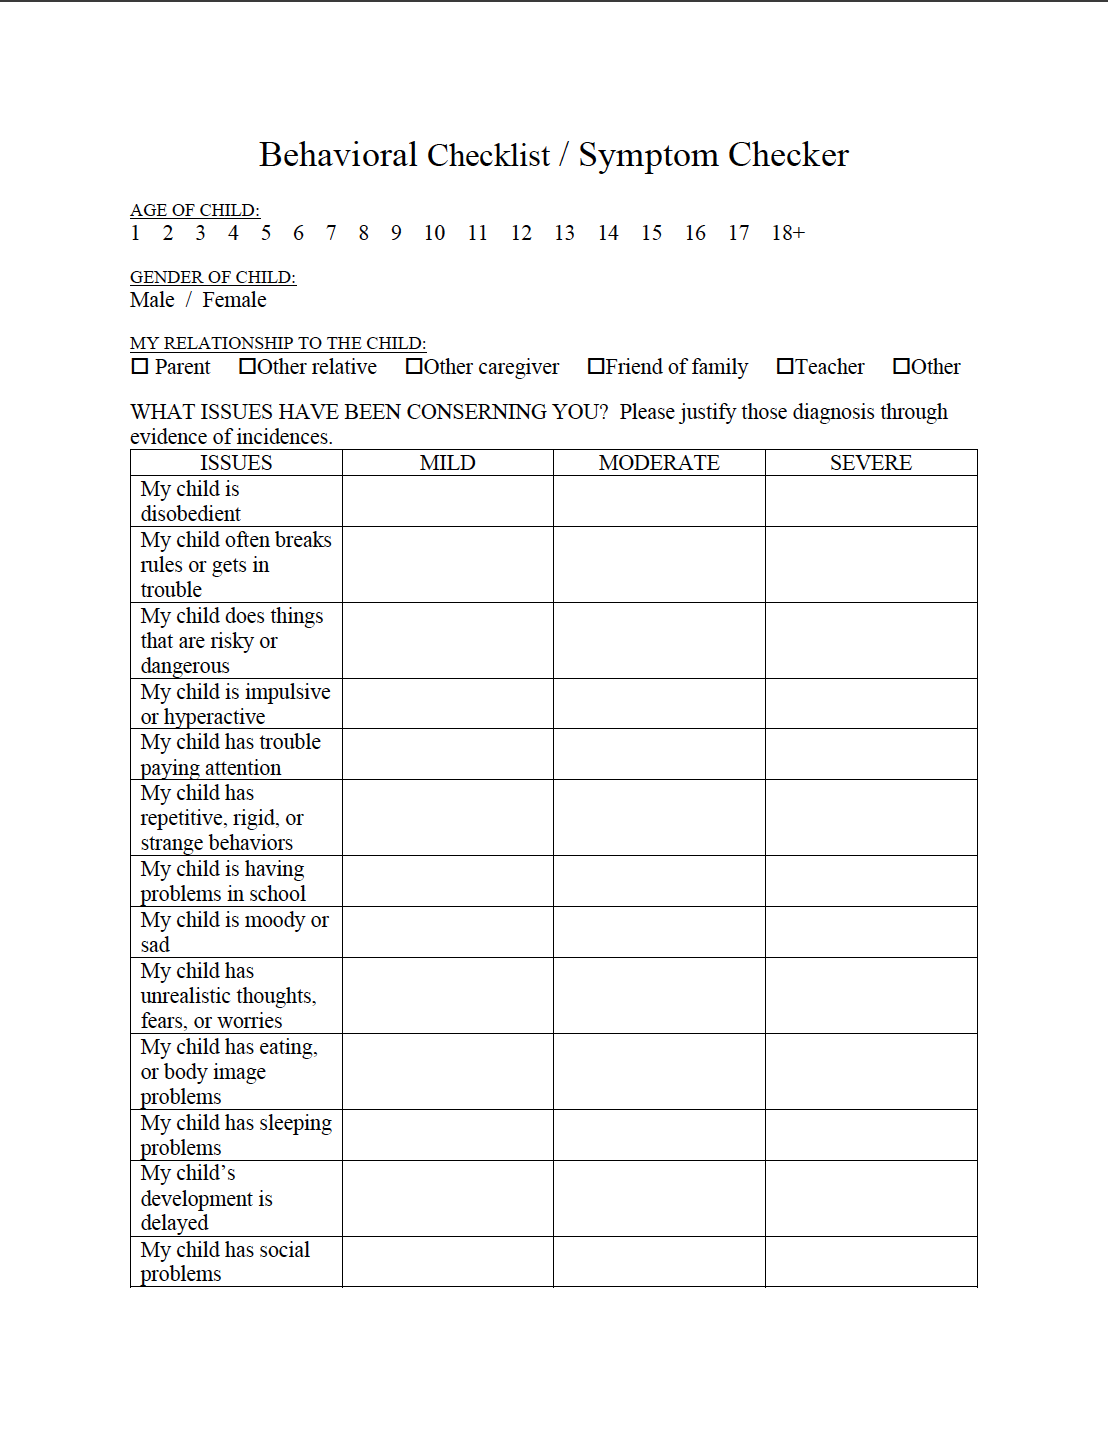 Behavioral Checklist / Symptom Checker
AGE OF CHILD:
1 2 3 4 5 6 7 8 9 10 11 12 13 14 15 16 17 18+
GENDER OF CHILD:
Male / Female
MY RELATIONSHIP TO THE CHILD:
☐ Parent ☐Other relative ☐Other caregiver ☐Friend of family ☐Teacher ☐Other
WHAT ISSUES HAVE BEEN CONSERNING YOU? Please justify those diagnosis through
evidence of incidences.
ISSUES MILD MODERATE SEVERE
My child is
disobedient
My child often breaks
rules or gets in
trouble
My child does things
that are risky or
dangerous
My child is impulsive
or hyperactive
My child has trouble
paying attention
My child has
repetitive, rigid, or
strange behaviors
My child is having
problems in school
My child is moody or
sad
My child has
unrealistic thoughts,
fears, or worries
My child has eating,
or body image
problems
My child has sleeping
problems
My child’s
development is
delayed
My child has social
problems